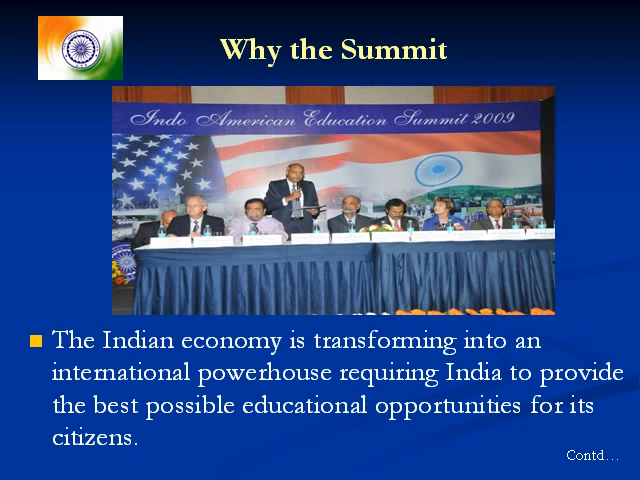 Why the Summit
Indo American Education Summit 2009
The Indian economy is transforming into an
international powerhouse requiring India to provide
the best possible educational opportunities for its
citizens.
Contd…